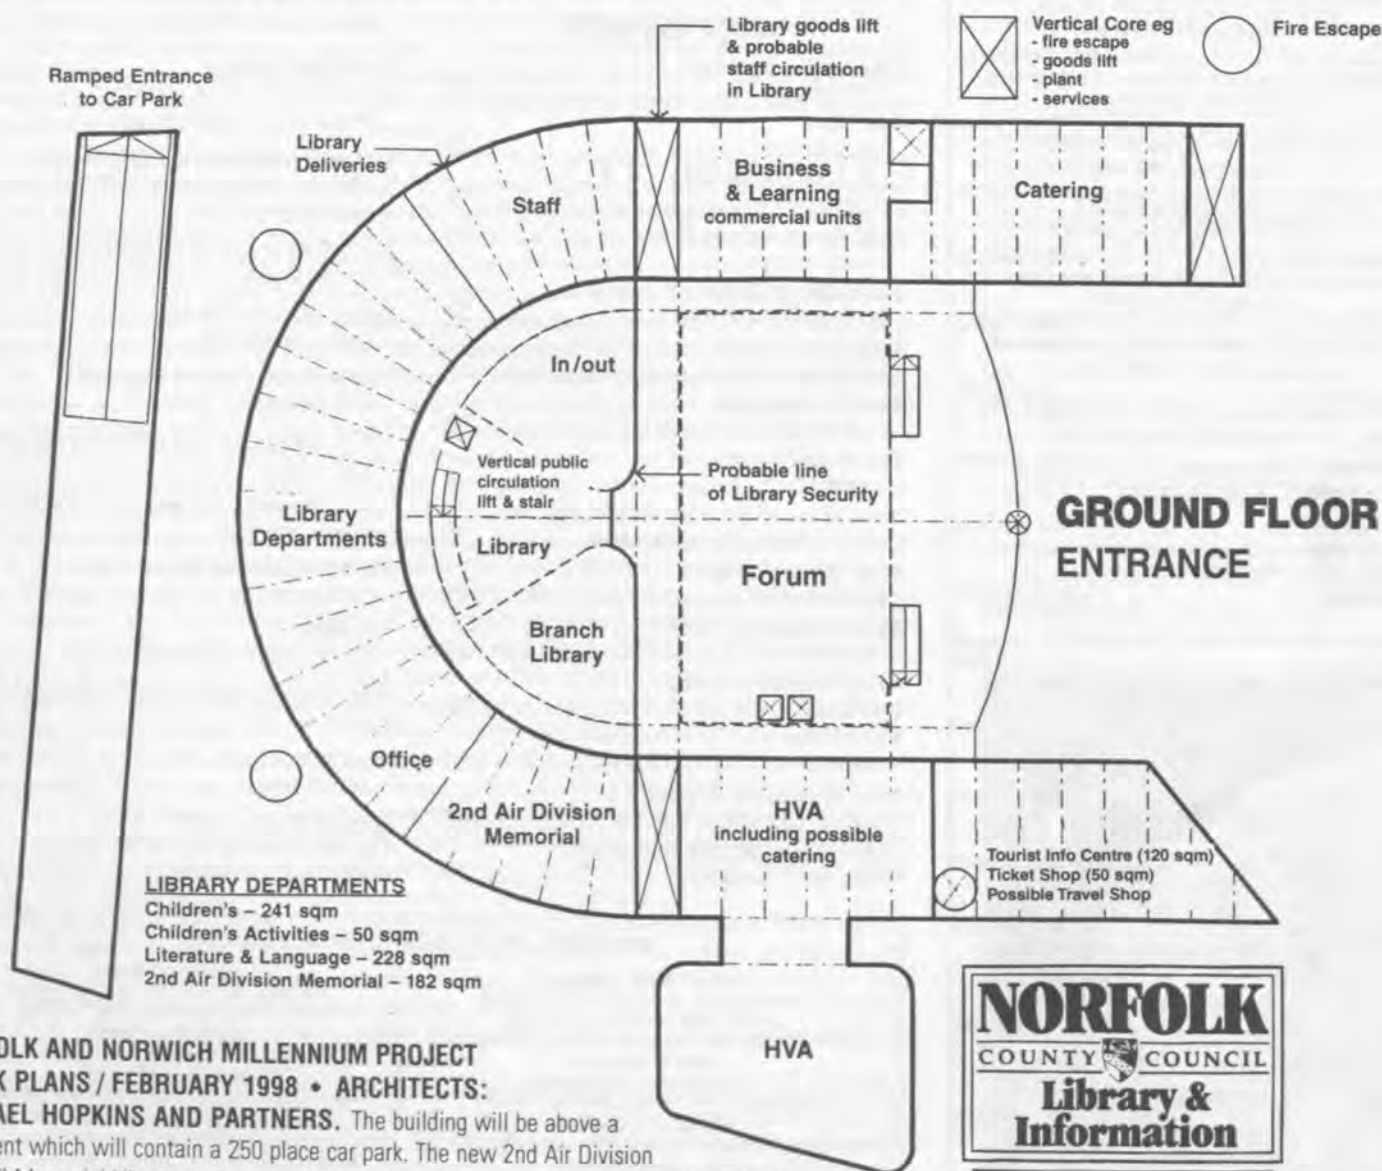 Library goods lift
& probable
staff circulation
in Library
Vertical Core eg
- fire escape
- goods lift
- plant
- services
Fire Escape
Ramped Entrance
to Car Park
Library
Deliveries
Staff
Business
& Learning
commercial units
Catering
In/out
Vertical public
circulation
lift & stair
Probable line
of Library Security
GROUND FLOOR
ENTRANCE
Library
Departments
Library
Forum
Branch
Library
Office
2nd Air Division
Memorial
HVA
including possible
catering
Tourist Info Centre (120 sqm)
Ticket Shop (50 sqm)
Possible Travel Shop
LIBRARY DEPARTMENTS
Children's – 241 sqm
Children's Activities – 50 sqm
Literature & Language – 228 sqm
2nd Air Division Memorial – 182 sqm
HVA
NORFOLK
COUNTY COUNCIL
Library &
Information
AND NORWICH MILLENNIUM PROJECT
PLANS / FEBRUARY 1998 • ARCHITECTS:
HOPKINS AND PARTNERS. The building will be above a
which will contain a 250 place car park. The new 2nd Air Division